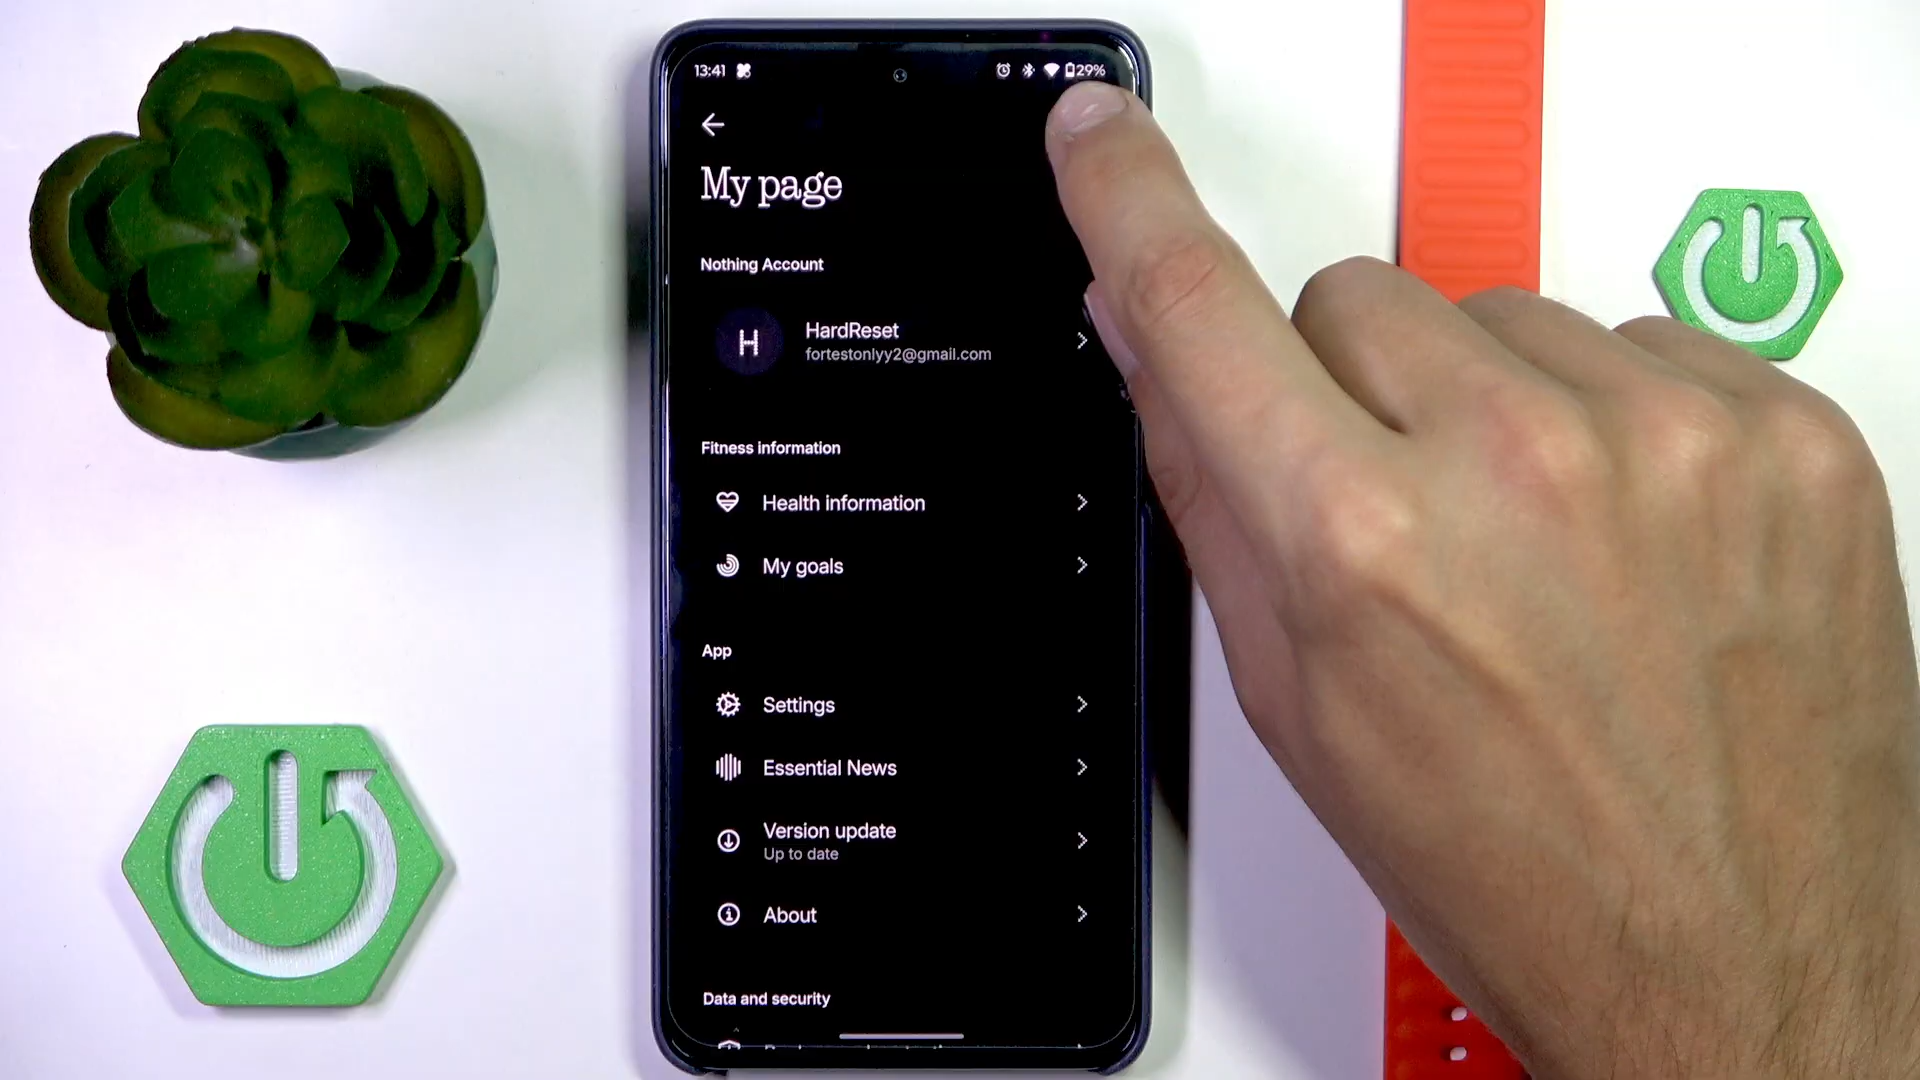 13:41 29%
My page
Nothing Account
H
HardReset
fortestonlyy2@gmail.com
Fitness information
Health information
My goals
App
Settings
Essential News
Version update
Up to date
About
Data and security